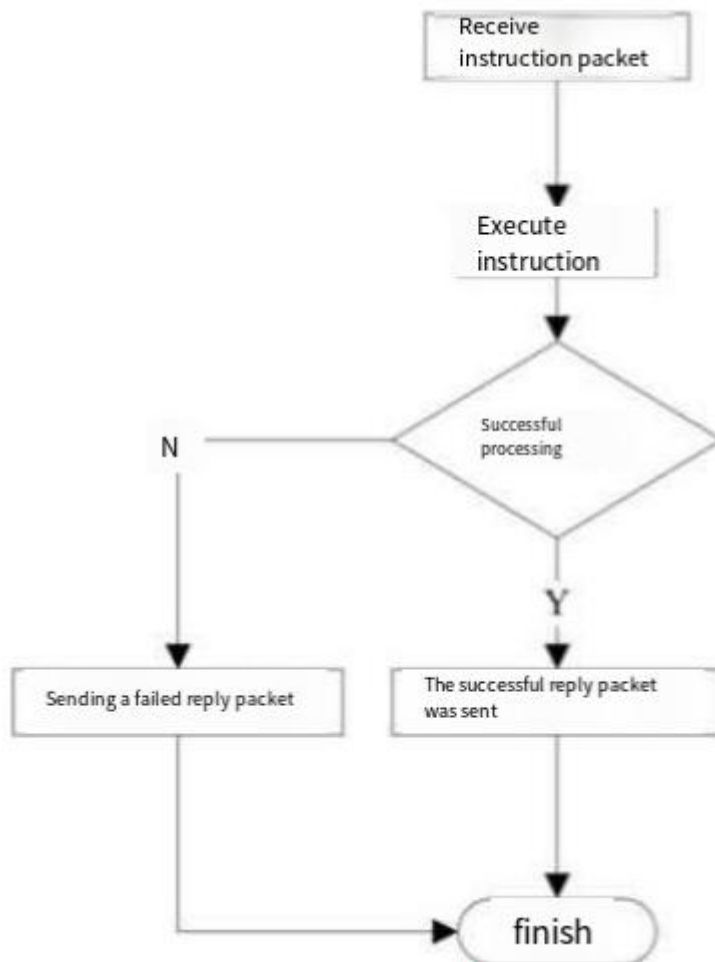 Receive
instruction packet
Execute
instruction
Successful
processing
N
Y
Sending a failed reply packet
The successful reply packet
was sent
finish